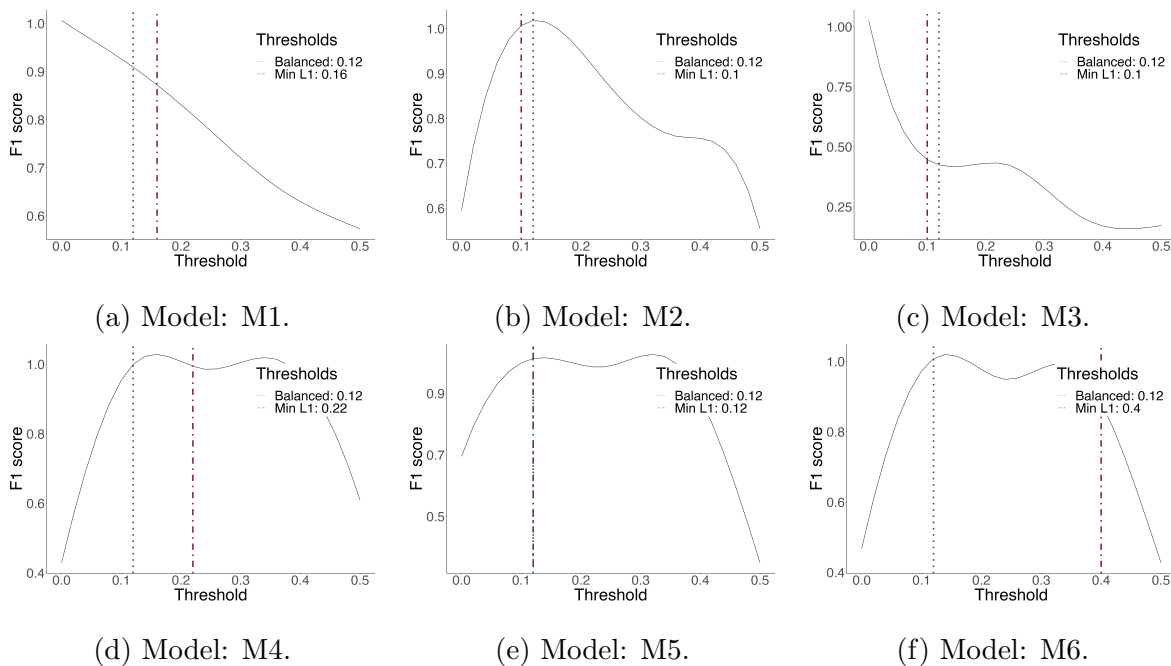 1.0
0.9
0.8
0.7
0.6
0.0 0.1 0.2 0.3 0.4 0.5
F1 score
Threshold
Thresholds
Balanced: 0.12
Min L1: 0.16
(a) Model: M1.
1.0
0.9
0.8
0.7
0.6
0.0 0.1 0.2 0.3 0.4 0.5
F1 score
Threshold
Thresholds
Balanced: 0.12
Min L1: 0.1
(b) Model: M2.
1.00
0.75
0.50
0.25
0.0 0.1 0.2 0.3 0.4 0.5
F1 score
Threshold
Thresholds
Balanced: 0.12
Min L1: 0.1
(c) Model: M3.
1.0
0.8
0.6
0.4
0.0 0.1 0.2 0.3 0.4 0.5
F1 score
Threshold
Thresholds
Balanced: 0.12
Min L1: 0.22
(d) Model: M4.
0.9
0.7
0.5
0.0 0.1 0.2 0.3 0.4 0.5
F1 score
Threshold
Thresholds
Balanced: 0.12
Min L1: 0.12
(e) Model: M5.
1.0
0.8
0.6
0.4
0.0 0.1 0.2 0.3 0.4 0.5
F1 score
Threshold
Thresholds
Balanced: 0.12
Min L1: 0.4
(f) Model: M6.